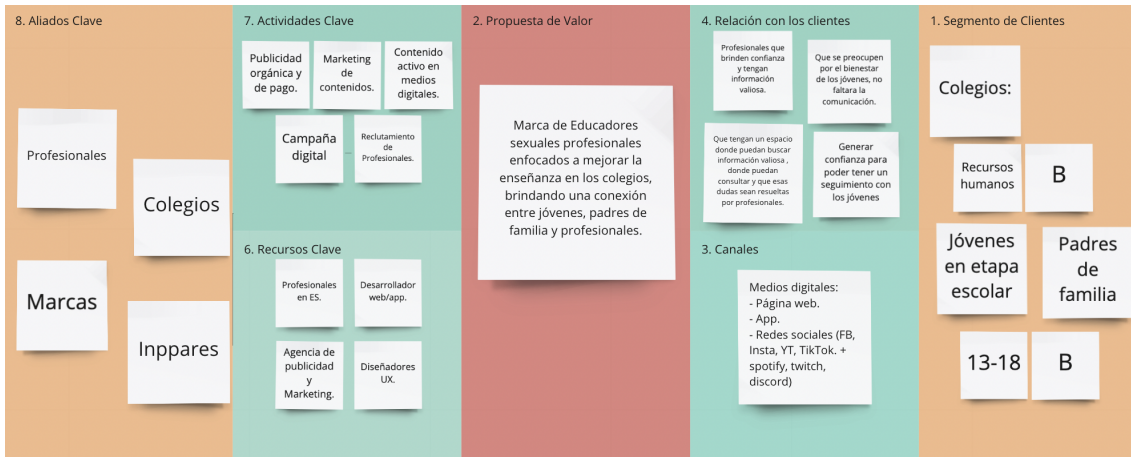 8. Aliados Clave
Profesionales
Colegios
Marcas
Inppares
7. Actividades Clave
Publicidad
orgánica y
de pago.
Marketing
de
contenidos.
Contenido
activo en
medios
digitales.
Campaña
digital
Reclutamiento
de
Profesionales.
6. Recursos Clave
Profesionales
en ES.
Desarrollador
web/app.
Agencia de
publicidad
y
Marketing.
Diseñadores
UX.
2. Propuesta de Valor
Marca de Educadores
sexuales profesionales
enfocados a mejorar la
enseñanza en los colegios,
brindando una conexión
entre jóvenes, padres de
familia y profesionales.
4. Relación con los clientes
Profesionales que
brinden confianza
y tengan
información
valiosa.
Que se preocupen
por el bienestar
de los jóvenes, no
faltara la
comunicación.
Que tengan un espacio
donde puedan buscar
información valiosa ,
donde puedan
consultar y que esas
dudas sean resueltas
por profesionales.
Generar
confianza para
poder tener un
seguimiento con
los jóvenes
3. Canales
Medios digitales:
- Página web.
- App.
- Redes sociales (FB,
Insta, YT, TikTok. +
spotify, twitch,
discord)
1. Segmento de Clientes
Colegios:
Recursos
humanos
B
Jóvenes
en etapa
escolar
Padres
de
familia
13-18
B